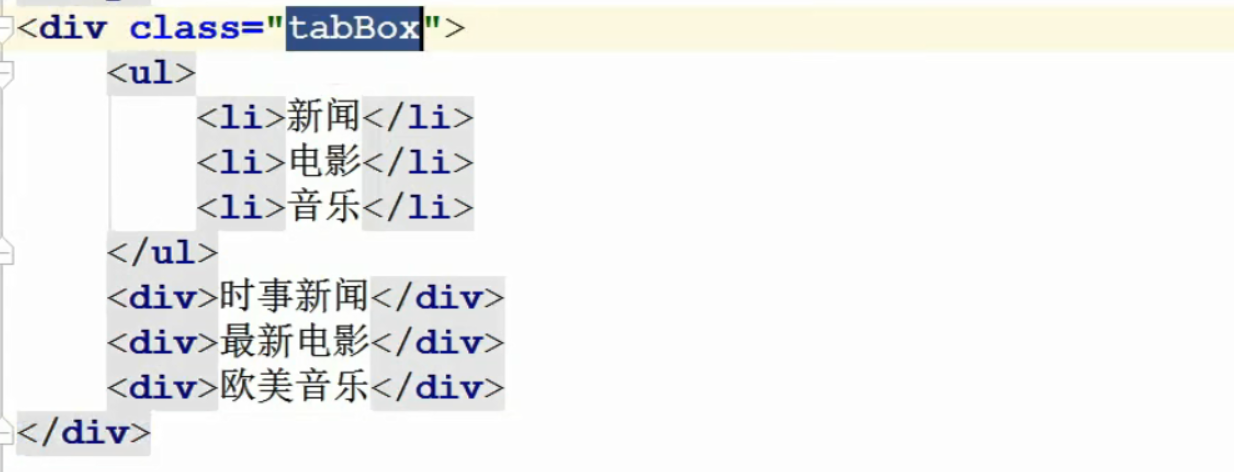 <div class="tabBox">
<ul>
<li>新闻</li>
<li>电影</li>
<li>音乐</li>
</ul>
<div>时事新闻</div>
<div>最新电影</div>
<div>欧美音乐</div>
</div>